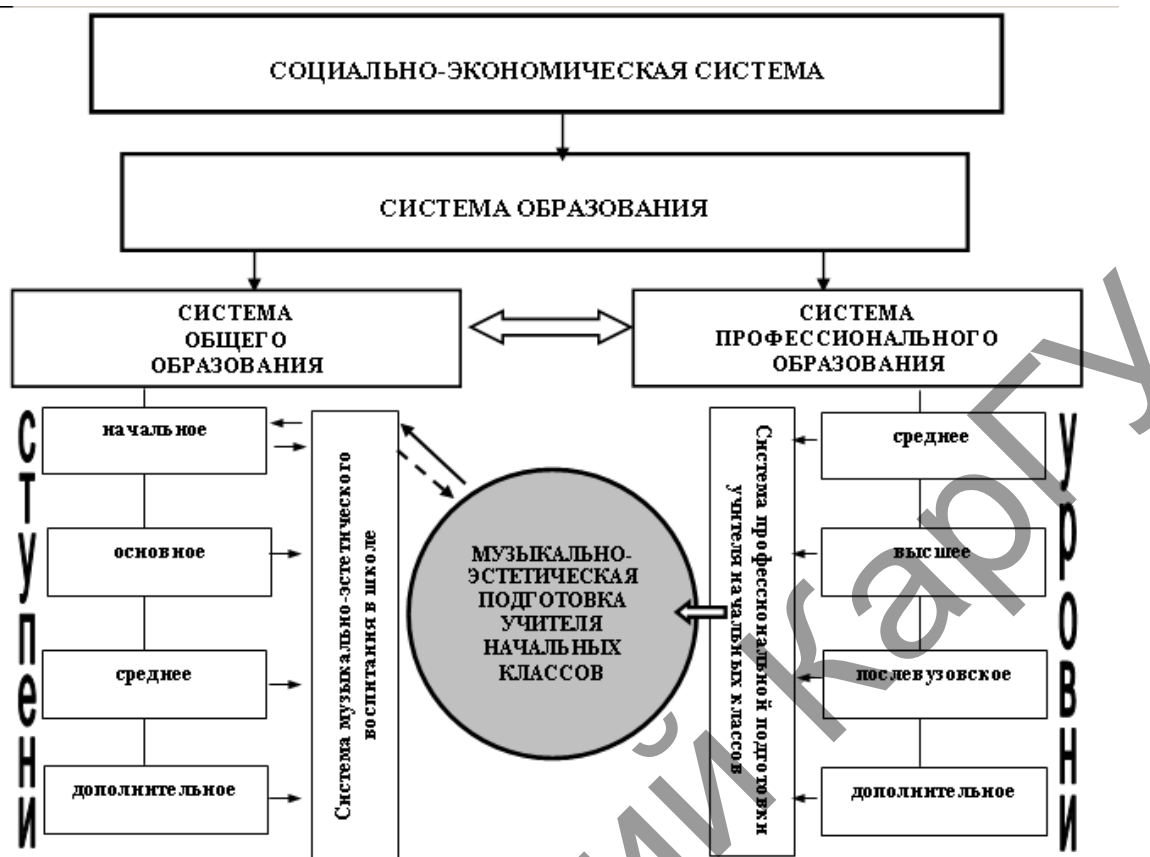 СОЦИАЛЬНО-ЭКОНОМИЧЕСКАЯ СИСТЕМА
СИСТЕМА ОБРАЗОВАНИЯ
СИСТЕМА
ОБЩЕГО
ОБРАЗОВАНИЯ
СИСТЕМА
ПРОФЕССИОНАЛЬНОГО
ОБРАЗОВАНИЯ
Ступени
начальное
основное
среднее
дополнительное
Система музыкально-эстетического
воспитания в школе
МУЗЫКАЛЬНО-
ЭСТЕТИЧЕСКАЯ
ПОДГОТОВКА
УЧИТЕЛЯ
НАЧАЛЬНЫХ
КЛАССОВ
Система профессиональной подготовки
учителя начальных классов
среднее
высшее
послевузовское
дополнительное
уровни
КарГУ